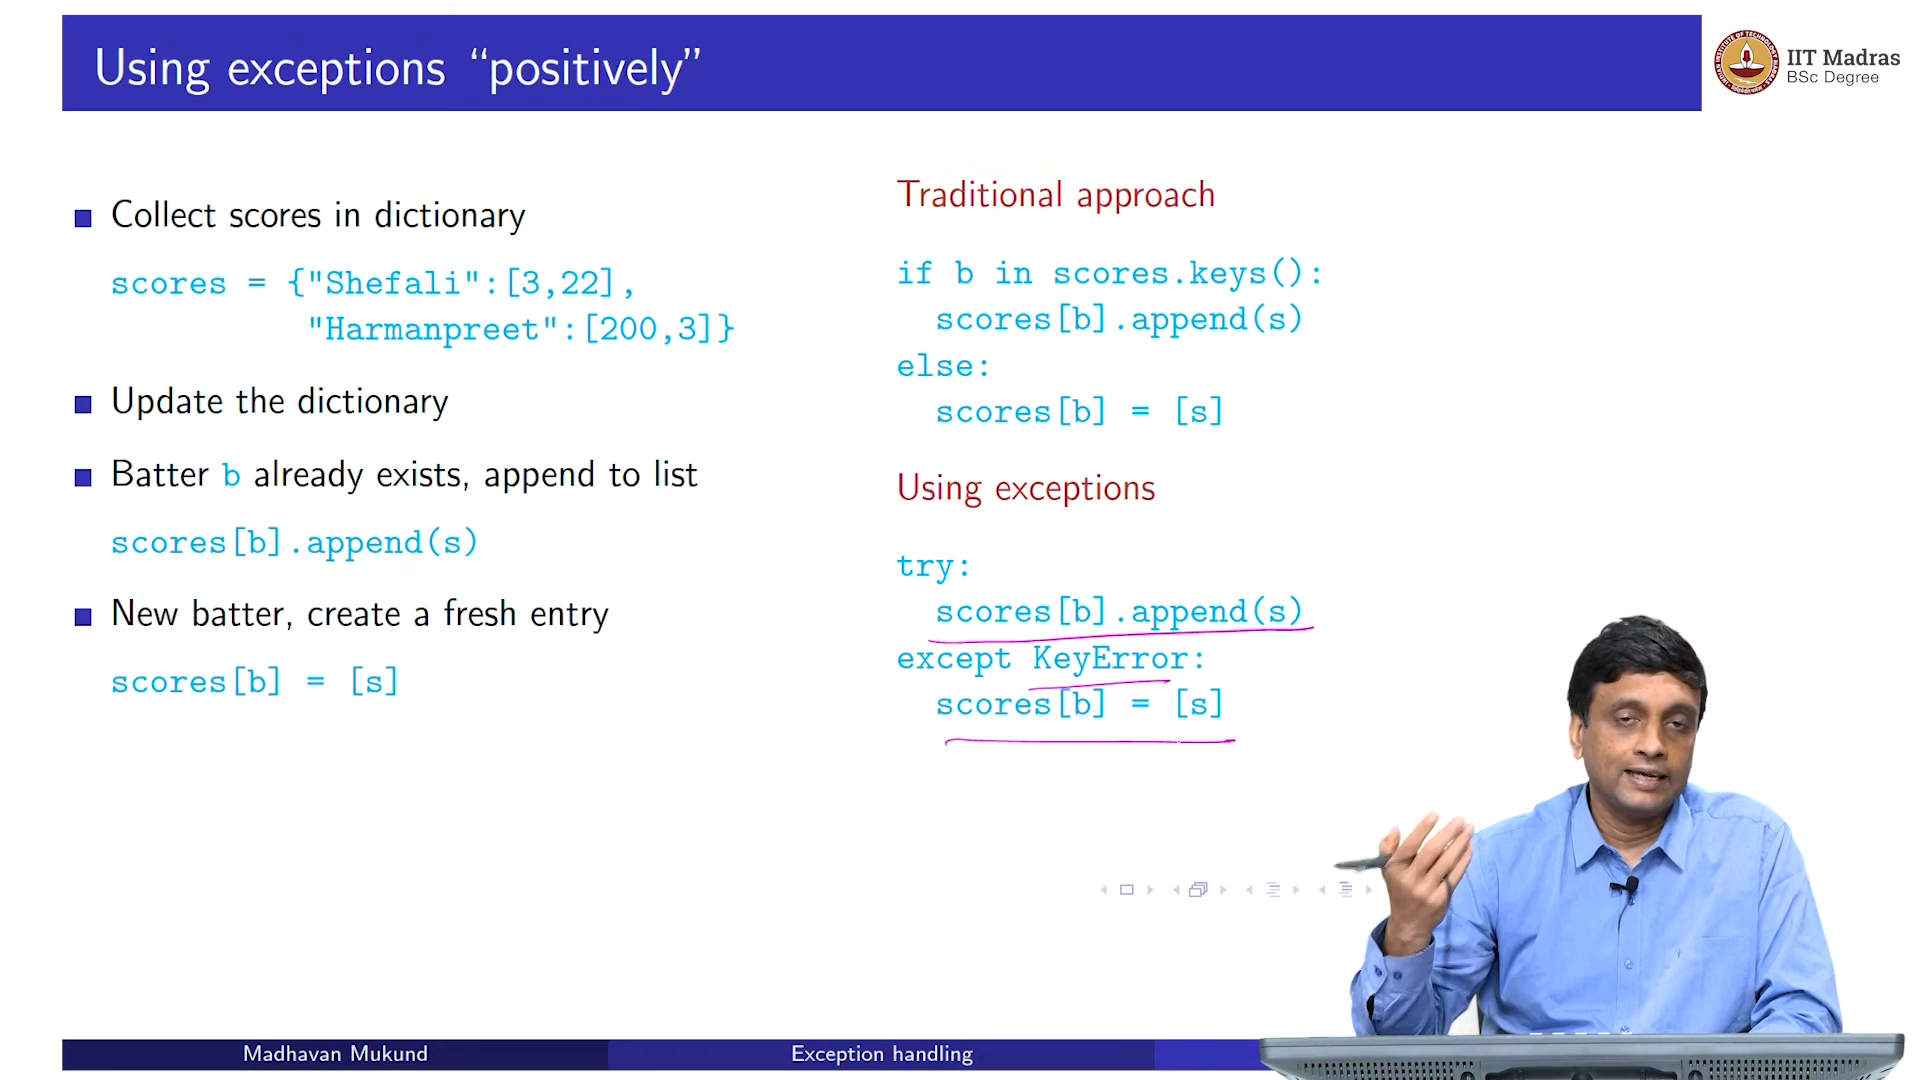 Using exceptions “positively”
IIT Madras
BSc Degree
Collect scores in dictionary
scores = {"Shefali":[3,22],
"Harmanpreet":[200,3]}
Update the dictionary
Batter b already exists, append to list
scores[b].append(s)
New batter, create a fresh entry
scores[b] = [s]
Traditional approach
if b in scores.keys():
scores[b].append(s)
else:
scores[b] = [s]
Using exceptions
try:
scores[b].append(s)
except KeyError:
scores[b] = [s]
Madhavan Mukund
Exception handling